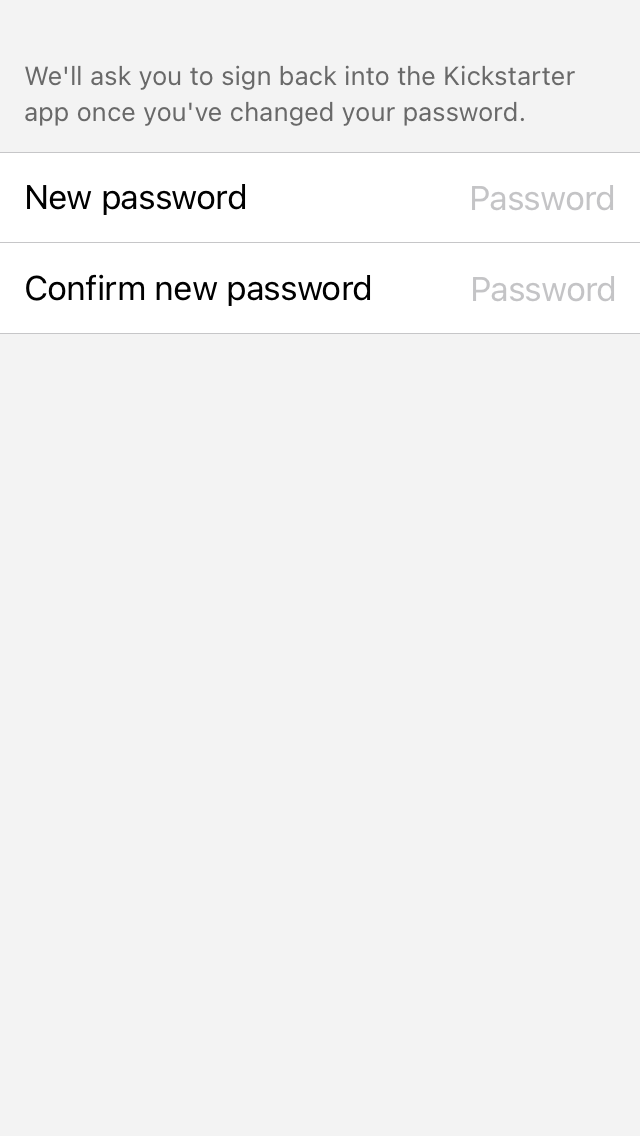 We'll ask you to sign back into the Kickstarter
app once you've changed your password.
New password Password
Confirm new password Password